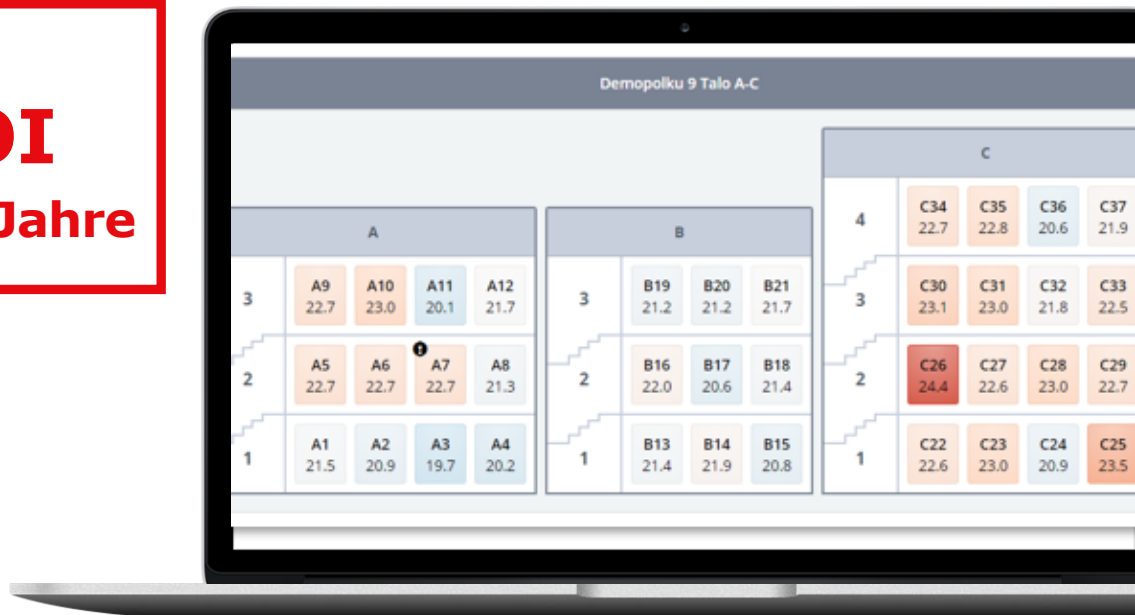 DI
Jahre
Demopolku 9 Talo A-C
A
3
A9 A10 A11 A12
22.7 23.0 20.1 21.7
2
A5 A6 A7 A8
22.7 22.7 22.7 21.3
1
A1 A2 A3 A4
21.5 20.9 19.7 20.2
B
3
B19 B20 B21
21.2 21.2 21.7
2
B16 B17 B18
22.0 20.6 21.4
1
B13 B14 B15
21.4 21.9 20.8
C
4
C34 C35 C36 C37
22.7 22.8 20.6 21.9
3
C30 C31 C32 C33
23.1 23.0 21.8 22.5
2
C26 C27 C28 C29
24.4 22.6 23.0 22.7
1
C22 C23 C24 C25
22.6 23.0 20.9 23.5